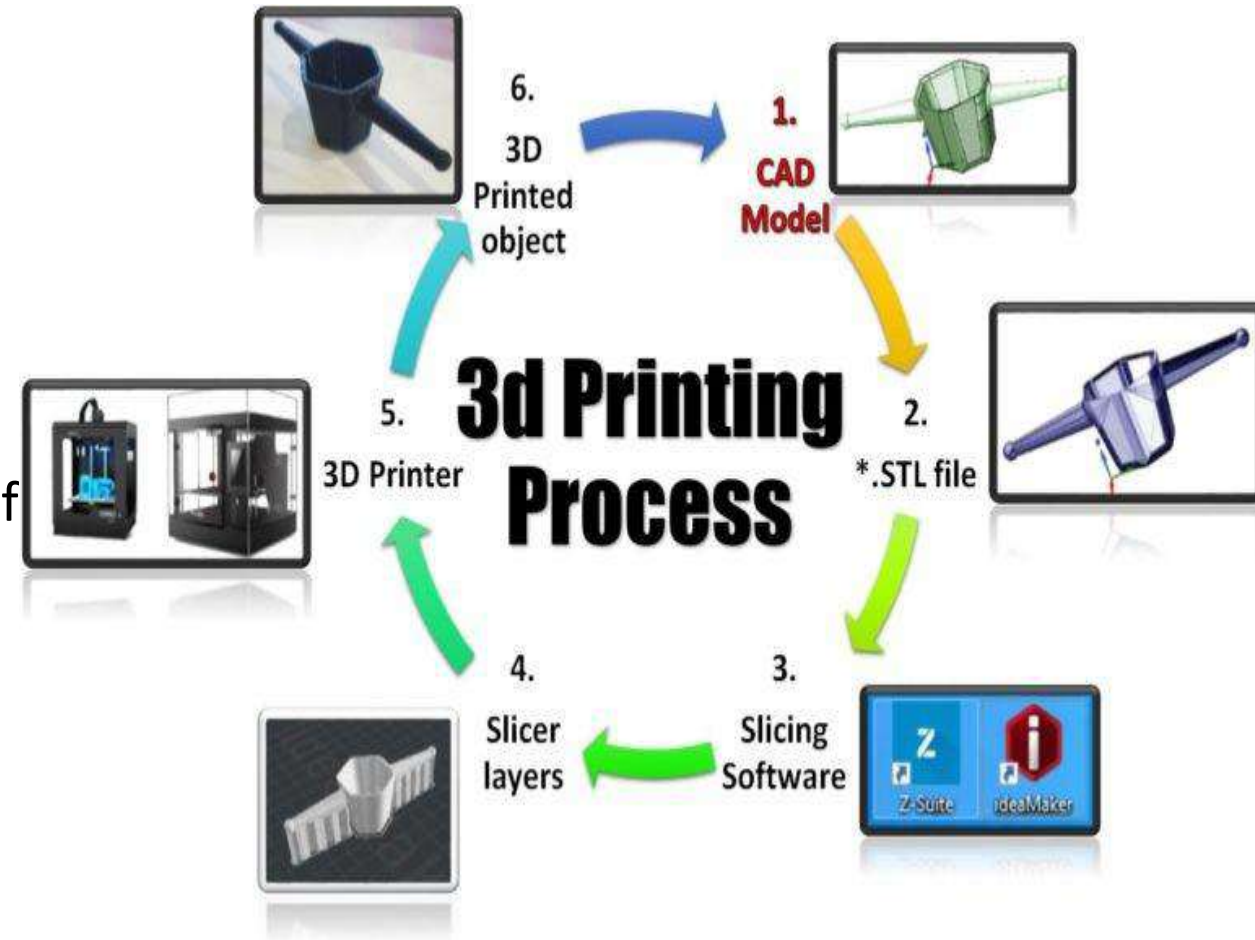 3d Printing
Process
1.
CAD
Model
2.
*.STL file
3.
Slicing
Software
Z-Suite
ideaMaker
4.
Slicer
layers
5.
3D Printer
6.
3D
Printed
object
f